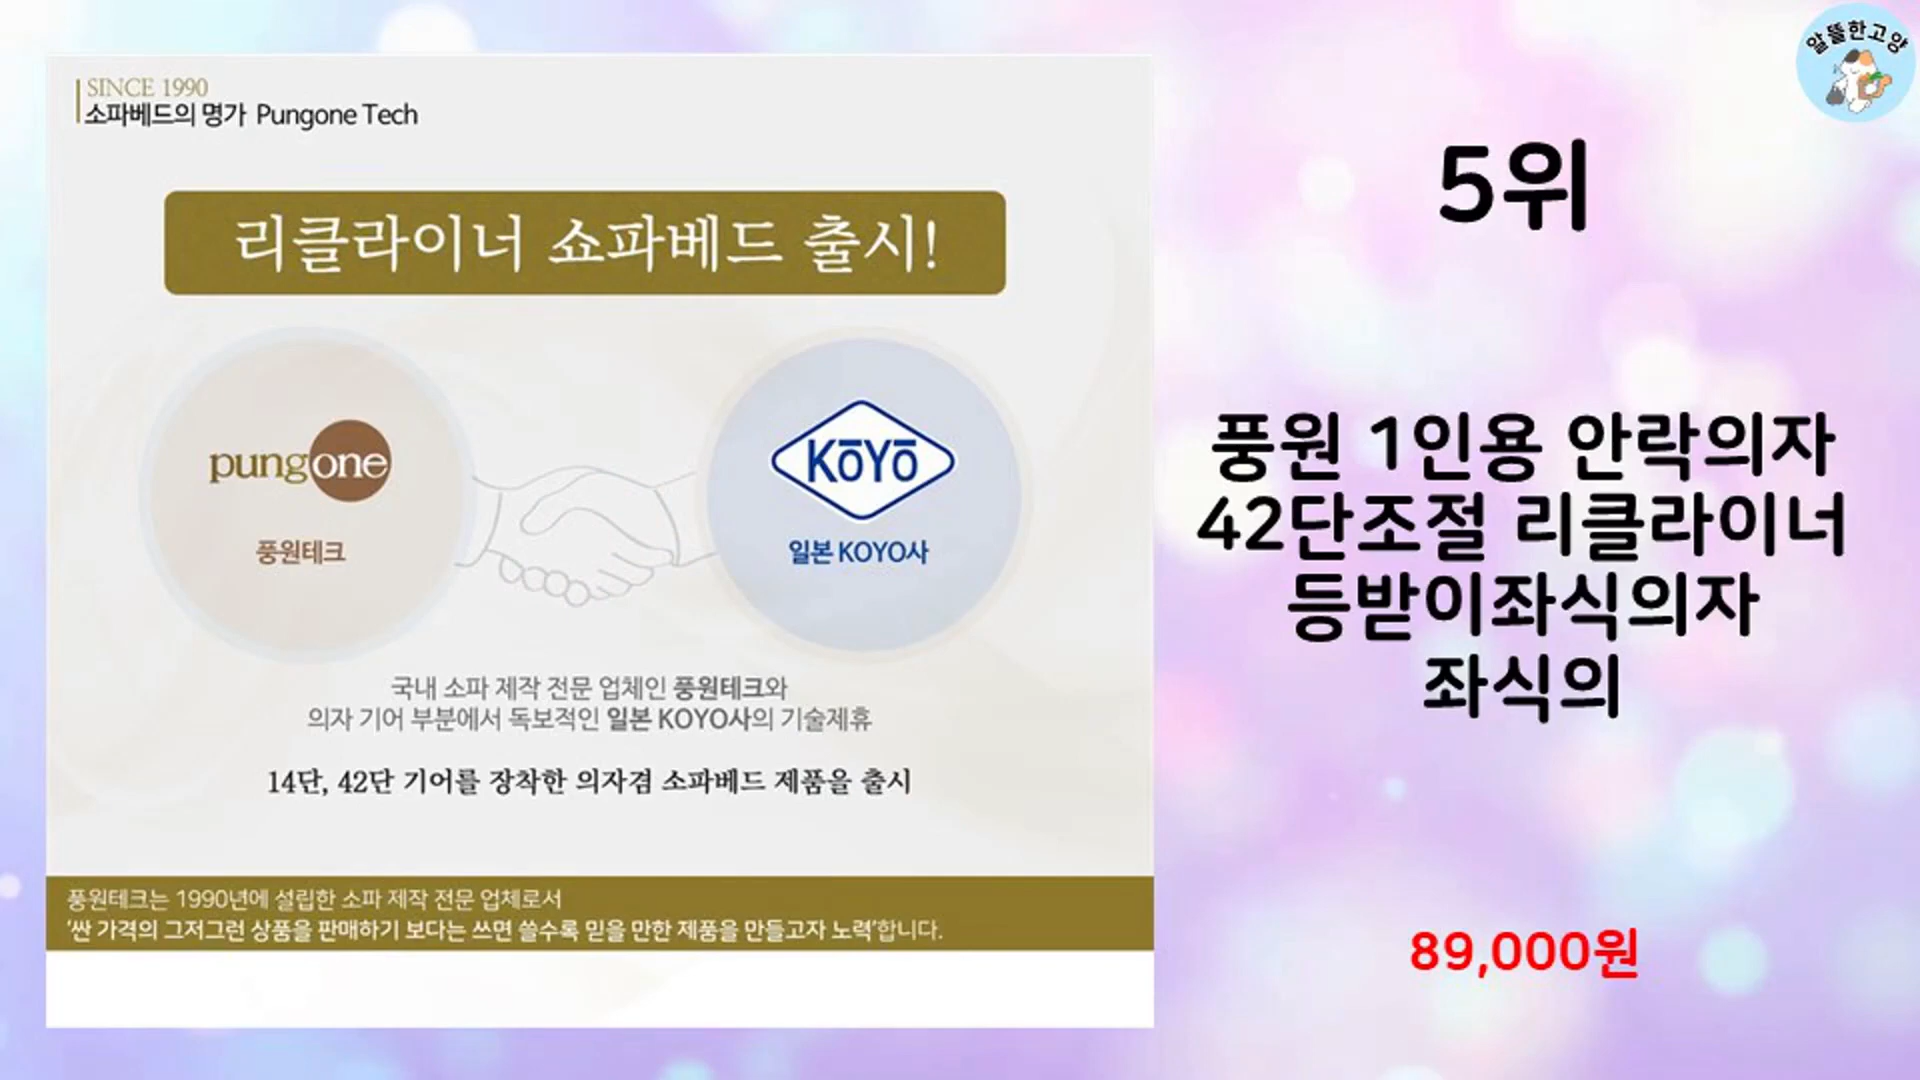 SINCE 1990
소파베드의 명가 Pungone Tech
리클라이너 쇼파베드 출시!
pungone
풍원테크
KōYō
일본 KOYO사
국내 소파 제작 전문 업체인 풍원테크와
의자 기어 부분에서 독보적인 일본 KOYO사의 기술제휴
14단, 42단 기어를 장착한 의자겸 소파베드 제품을 출시
풍원테크는 1990년에 설립한 소파 제작 전문 업체로서
'싼 가격의 그저그런 상품을 판매하기 보다는 쓰면 쓸수록 믿을 만한 제품을 만들고자 노력'합니다.
알뜰한고양
5위
풍원 1인용 안락의자
42단조절 리클라이너
등받이좌식의자
좌식의
89,000원